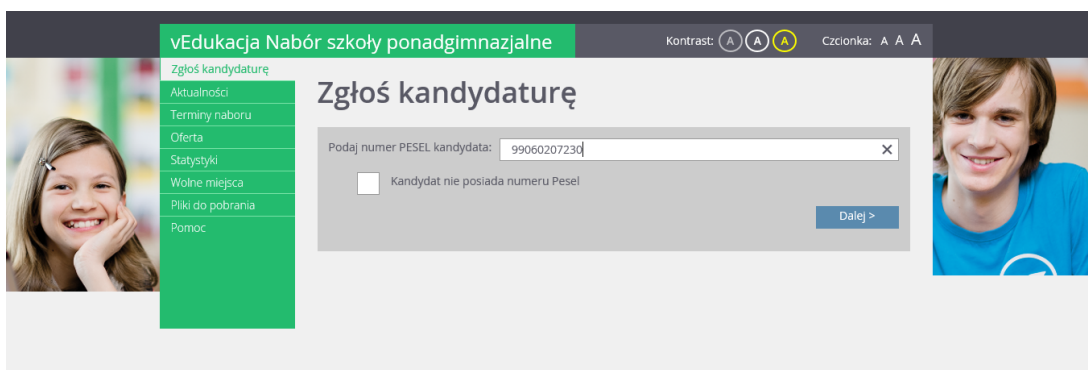 vEdukacja Nabór szkoły ponadgimnazjalne
Kontrast: A A A Czcionka: A A A
Zgłoś kandydaturę
Aktualności
Terminy naboru
Oferta
Statystyki
Wolne miejsca
Pliki do pobrania
Pomoc
Zgłoś kandydaturę
Podaj numer PESEL kandydata: 99060207230
Kandydat nie posiada numeru Pesel
Dalej >